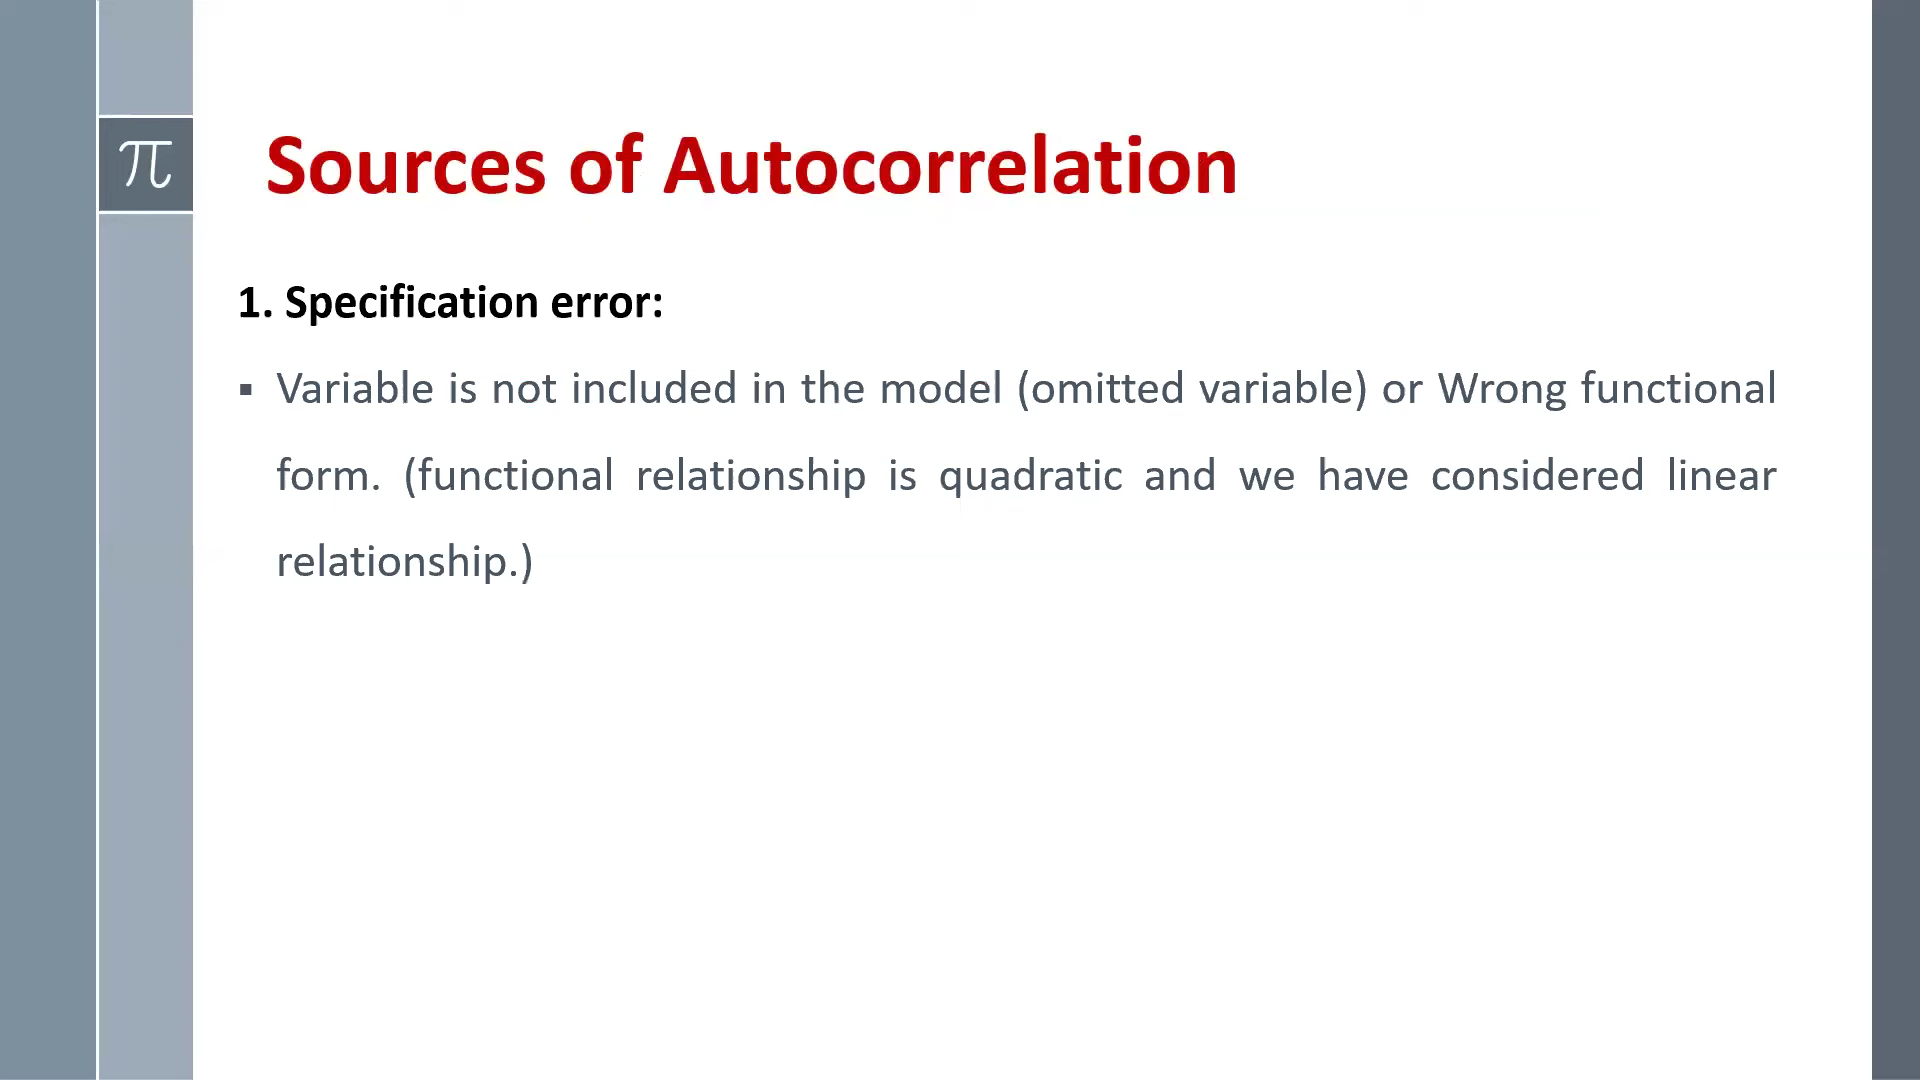 π
Sources of Autocorrelation
1. Specification error:
▪ Variable is not included in the model (omitted variable) or Wrong functional
form. (functional relationship is quadratic and we have considered linear
relationship.)